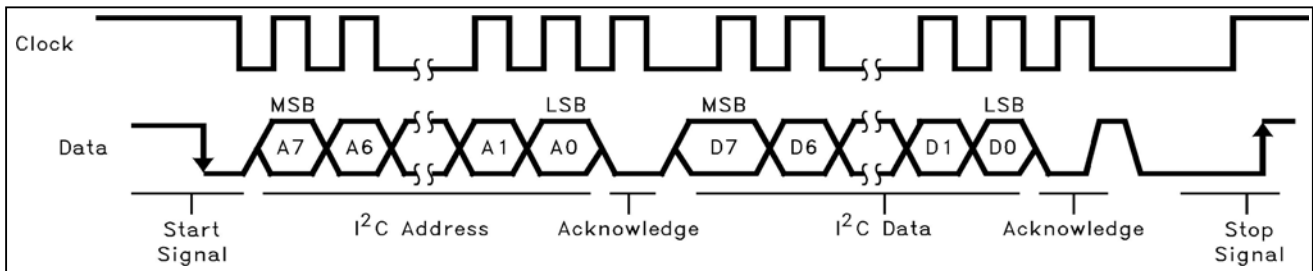 Clock
MSB LSB MSB LSB
Data A7 A6 A1 A0 D7 D6 D1 D0
Start Signal
I²C Address
Acknowledge
I²C Data
Acknowledge
Stop Signal